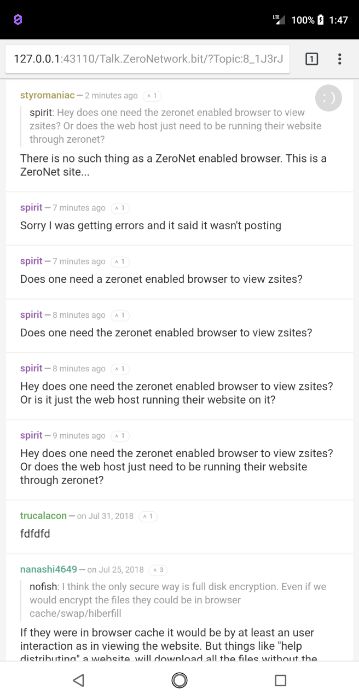 LTE 100% 1:47
127.0.0.1:43110/Talk.ZeroNetwork.bit/?Topic:8_1J3rJ 1
styromaniac — 2 minutes ago 1
:)
spirit: Hey does one need the zeronet enabled browser to view
zsites? Or does the web host just need to be running their website
through zeronet?
There is no such thing as a ZeroNet enabled browser. This is a
ZeroNet site...
spirit — 7 minutes ago 1
Sorry I was getting errors and it said it wasn't posting
spirit — 7 minutes ago 1
Does one need a zeronet enabled browser to view zsites?
spirit — 8 minutes ago 1
Does one need the zeronet enabled browser to view zsites?
spirit — 8 minutes ago 1
Hey does one need the zeronet enabled browser to view zsites?
Or is it just the web host running their website on it?
spirit — 9 minutes ago 1
Hey does one need the zeronet enabled browser to view zsites?
Or does the web host just need to be running their website
through zeronet?
trucalacon — on Jul 31, 2018 1
fdfdfd
nanashi4649 — on Jul 25, 2018 3
nofish: I think the only secure way is full disk encryption. Even if we
would encrypt the files they could be in browser
cache/swap/hiberfill
If they were in browser cache it would be by at least an user
interaction as in viewing the website. But things like "help
distributing" a website, will download all the files without the